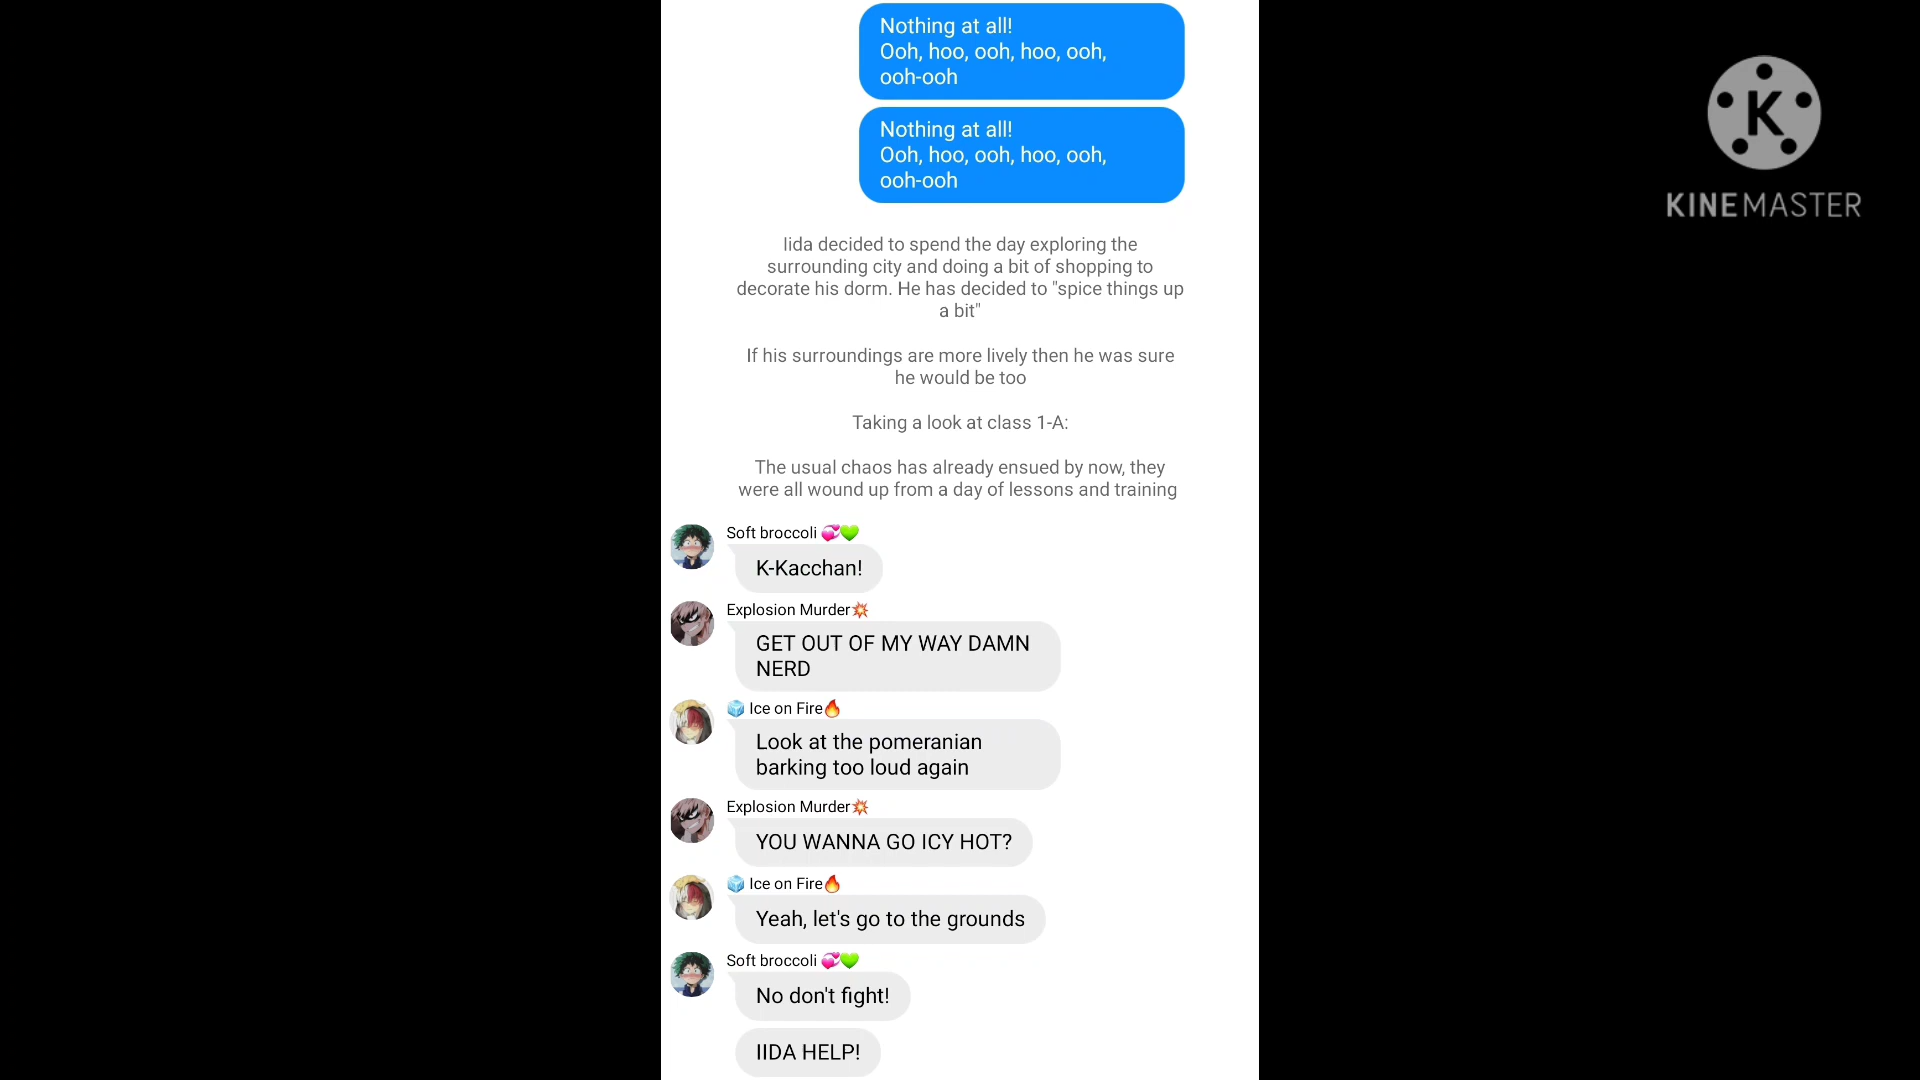 Nothing at all!
Ooh, hoo, ooh, hoo, ooh,
ooh-ooh
Nothing at all!
Ooh, hoo, ooh, hoo, ooh,
ooh-ooh
K
KINEMASTER
Iida decided to spend the day exploring the
surrounding city and doing a bit of shopping to
decorate his dorm. He has decided to "spice things up
a bit"
If his surroundings are more lively then he was sure
he would be too
Taking a look at class 1-A:
The usual chaos has already ensued by now, they
were all wound up from a day of lessons and training
Soft broccoli 💞💚
K-Kacchan!
Explosion Murder💥
GET OUT OF MY WAY DAMN
NERD
🧊 Ice on Fire🔥
Look at the pomeranian
barking too loud again
Explosion Murder💥
YOU WANNA GO ICY HOT?
🧊 Ice on Fire🔥
Yeah, let's go to the grounds
Soft broccoli 💞💚
No don't fight!
IIDA HELP!